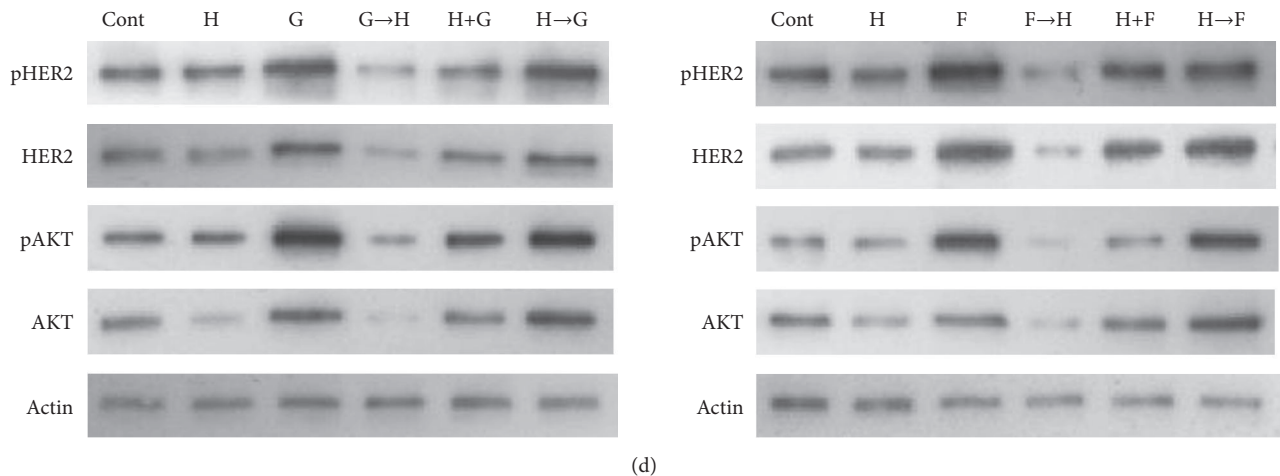 Cont H G G→H H+G H→G
pHER2
HER2
pAKT
AKT
Actin
Cont H F F→H H+F H→F
pHER2
HER2
pAKT
AKT
Actin
(d)